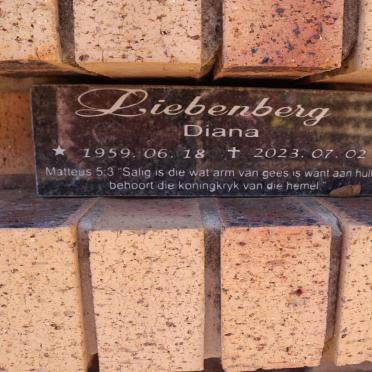 Liebenberg
Diana
★ 1959. 06. 18 ✝ 2023. 07. 02
Matteus 5:3 "Salig is die wat arm van gees is want aan hul
behoort die koningkryk van die hemel"